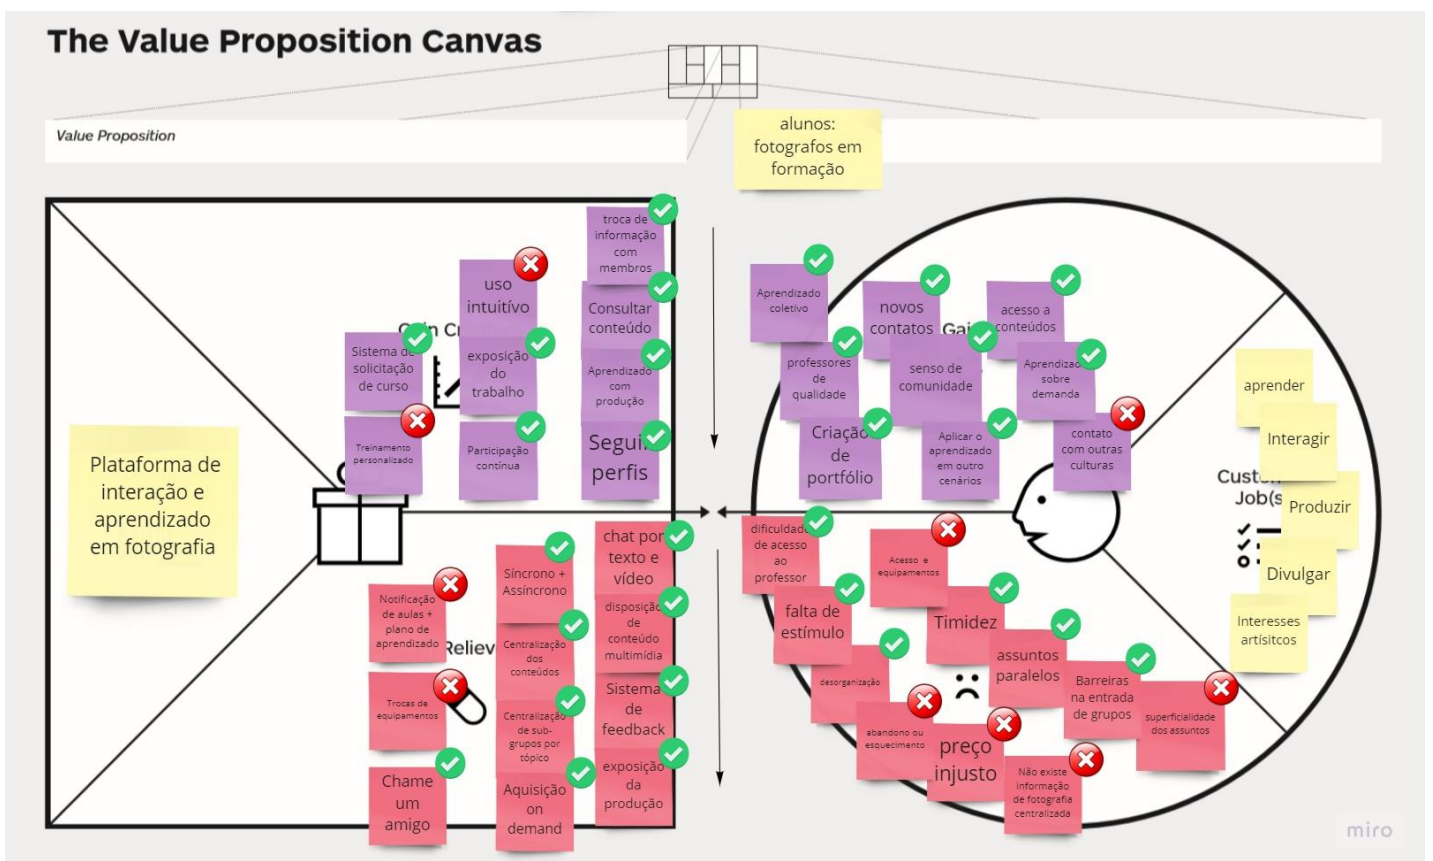 The Value Proposition Canvas
Value Proposition
alunos:
fotografos em
formação
Plataforma de
interação e
aprendizado
em fotografia
troca de
informação
com
membros
uso
intuitívo
Consultar
conteúdo
Sistema de
solicitação
de curso
exposição
do
trabalho
Aprendizado
com
produção
Treinamento
personalizado
Participação
contínua
Seguir
perfis
chat por
texto e
vídeo
Síncrono +
Assíncrono
Notificação
de aulas +
plano de
aprendizado
disposição
de
conteúdo
multimídia
Centralização
dos
conteúdos
Reliev
Trocas de
equipamentos
Sistema
de
feedback
Centralização
de sub-
grupos por
tópico
Chame
um
amigo
Aquisição
on
demand
exposição
da
produção
Aprendizado
coletivo
novos
contatos
Gai
acesso a
conteúdos
professores
de
qualidade
senso de
comunidade
Aprendizado
sobre
demanda
Criação
de
portfólio
Aplicar o
aprendizado
em outro
cenários
contato
com outras
culturas
aprender
Interagir
Custom
Job(s
Produzir
Divulgar
Interesses
artísitcos
dificuldade
de acesso
ao
professor
Acesso e
equipamentos
falta de
estímulo
Timidez
assuntos
paralelos
desorganização
Barreiras
na entrada
de grupos
superficialidade
dos assuntos
abandono ou
esquecimento
preço
injusto
Não existe
informação
de fotografia
centralizada
miro